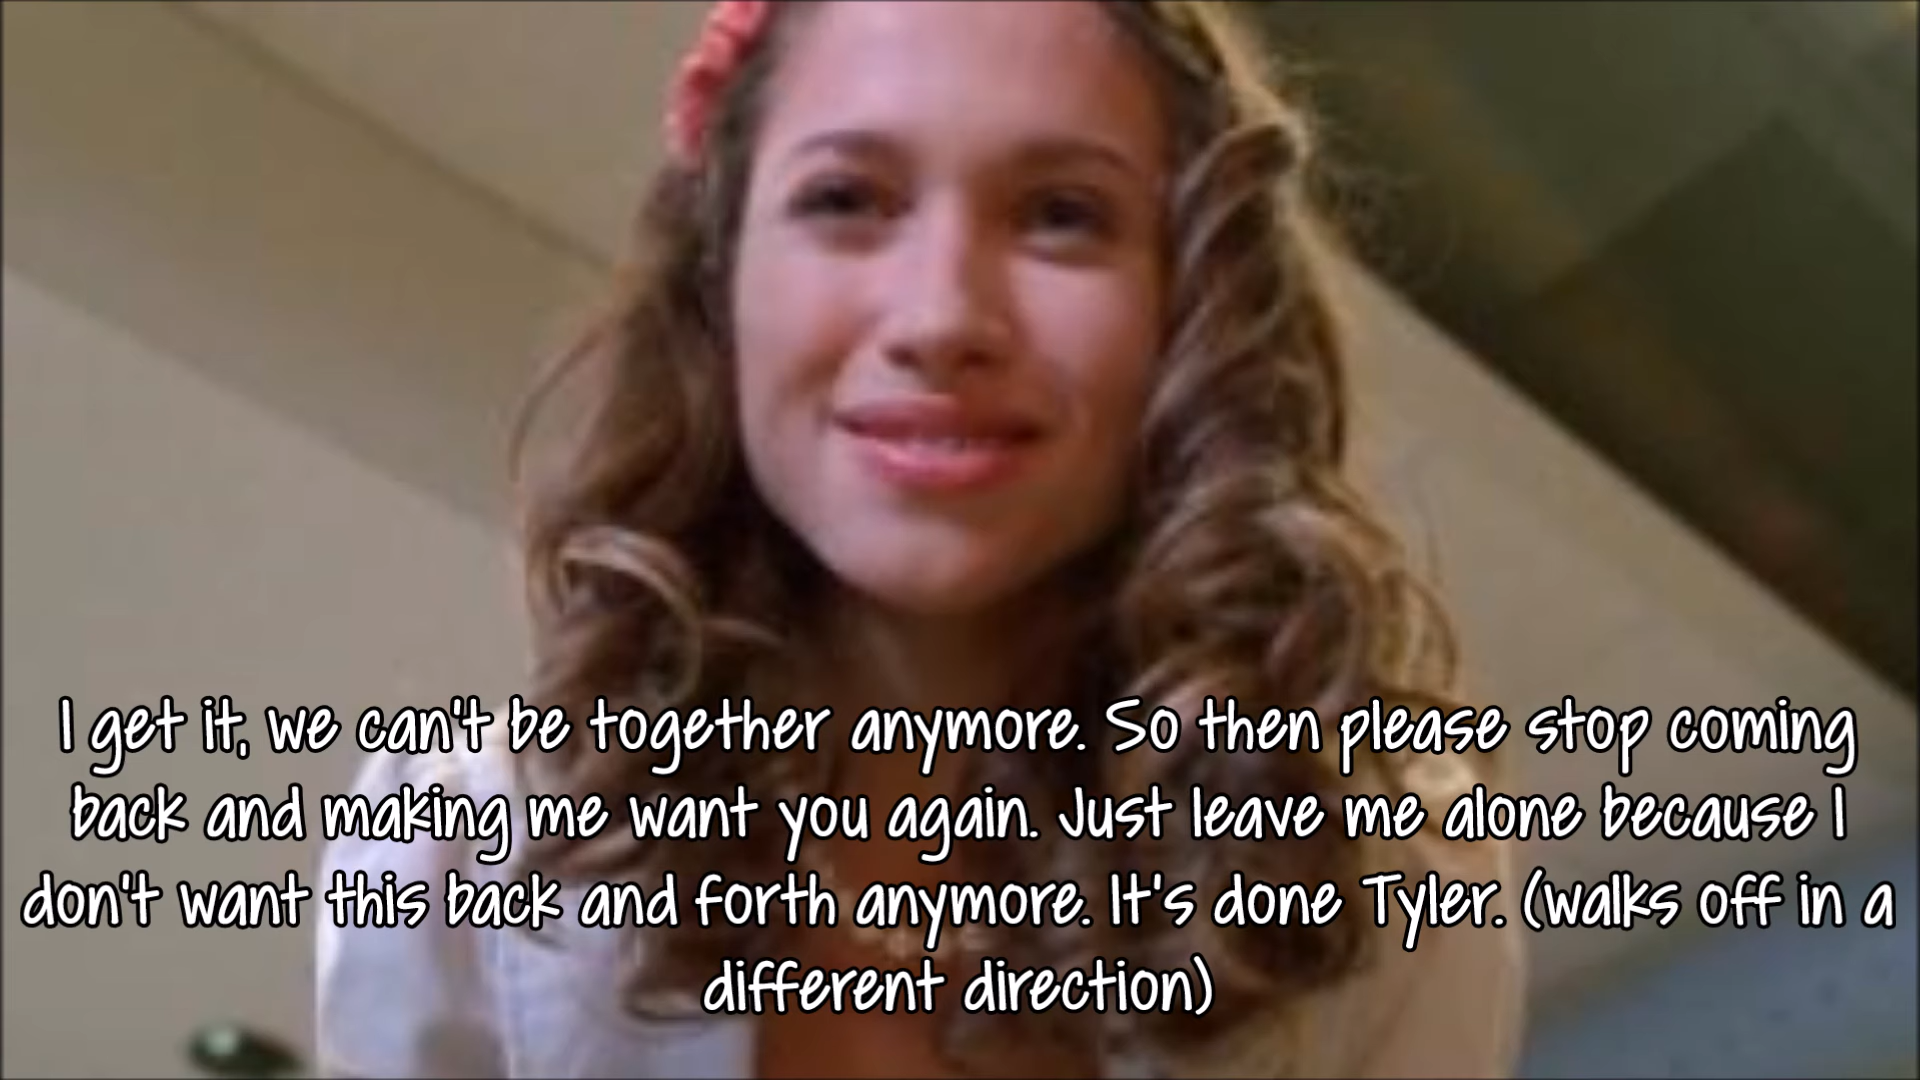 I get it, we can't be together anymore. So then please stop coming
back and making me want you again. Just leave me alone because I
don't want this back and forth anymore. It's done Tyler. (walks off in a
different direction)